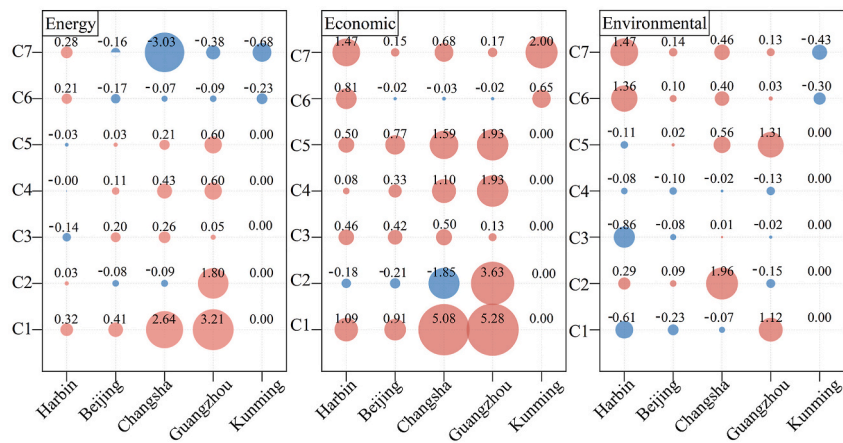 Energy
Economic
Environmental
C7 0.28 -0.16 -3.03 -0.38 -0.68
C6 0.21 -0.17 -0.07 -0.09 -0.23
C5 -0.03 0.03 0.21 0.60 0.00
C4 -0.00 0.11 0.43 0.60 0.00
C3 -0.14 0.20 0.26 0.05 0.00
C2 0.03 -0.08 -0.09 1.80 0.00
C1 0.32 0.41 2.64 3.21 0.00
Harbin
Beijing
Changsha
Guangzhou
Kunming
C7 1.47 0.15 0.68 0.17 2.00
C6 0.81 -0.02 -0.03 -0.02 0.65
C5 0.50 0.77 1.59 1.93 0.00
C4 0.08 0.33 1.10 1.93 0.00
C3 0.46 0.42 0.50 0.13 0.00
C2 -0.18 -0.21 -1.85 3.63 0.00
C1 1.09 0.91 5.08 5.28 0.00
Harbin
Beijing
Changsha
Guangzhou
Kunming
C7 1.47 0.14 0.46 0.13 -0.43
C6 1.36 0.10 0.40 0.03 -0.30
C5 -0.11 0.02 0.56 1.31 0.00
C4 -0.08 -0.10 -0.02 -0.13 0.00
C3 -0.86 -0.08 0.01 -0.02 0.00
C2 0.29 0.09 1.96 -0.15 0.00
C1 -0.61 -0.23 -0.07 1.12 0.00
Harbin
Beijing
Changsha
Guangzhou
Kunming